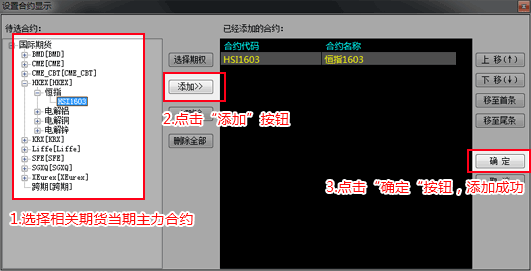 设置合约显示
待选合约:
国际期货
BMD[BMD]
CME[CME]
CME_CBT[CME_CBT]
HKEX[HKEX]
恒指
HSI1603
电解铝
电解铜
电解锌
KRX[KRX]
Liffe[Liffe]
SFE[SFE]
SGXQ[SGXQ]
XEurex[XEurex]
跨期[跨期]
1.选择相关期货当期主力合约
选择期权
添加>>
2.点击“添加”按钮
删除全部
已经添加的合约:
合约代码 合约名称
HSI1603 恒指1603
上 移(↑)
下 移(↓)
移至首条
移至尾条
确 定
3.点击“确定“按钮，添加成功